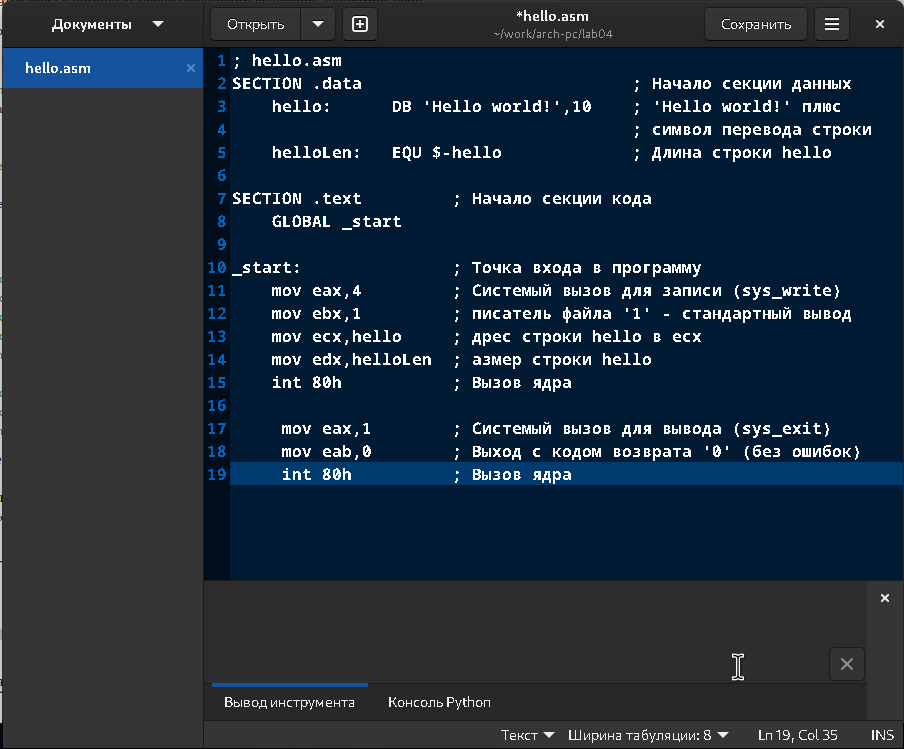 Документы
Открыть
*hello.asm
~/work/arch-pc/lab04
Сохранить
hello.asm
1 ; hello.asm
2 SECTION .data ; Начало секции данных
3 hello: DB 'Hello world!',10 ; 'Hello world!' плюс
4 ; символ перевода строки
5 helloLen: EQU $-hello ; Длина строки hello
6
7 SECTION .text ; Начало секции кода
8 GLOBAL _start
9
10 _start: ; Точка входа в программу
11 mov eax,4 ; Системый вызов для записи (sys_write)
12 mov ebx,1 ; писатель файла '1' - стандартный вывод
13 mov ecx,hello ; дрес строки hello в ecx
14 mov edx,helloLen ; азмер строки hello
15 int 80h ; Вызов ядра
16
17 mov eax,1 ; Системый вызов для вывода (sys_exit)
18 mov eab,0 ; Выход с кодом возврата '0' (без ошибок)
19 int 80h ; Вызов ядра
Вывод инструмента
Консоль Python
Текст
Ширина табуляции: 8
Ln 19, Col 35
INS